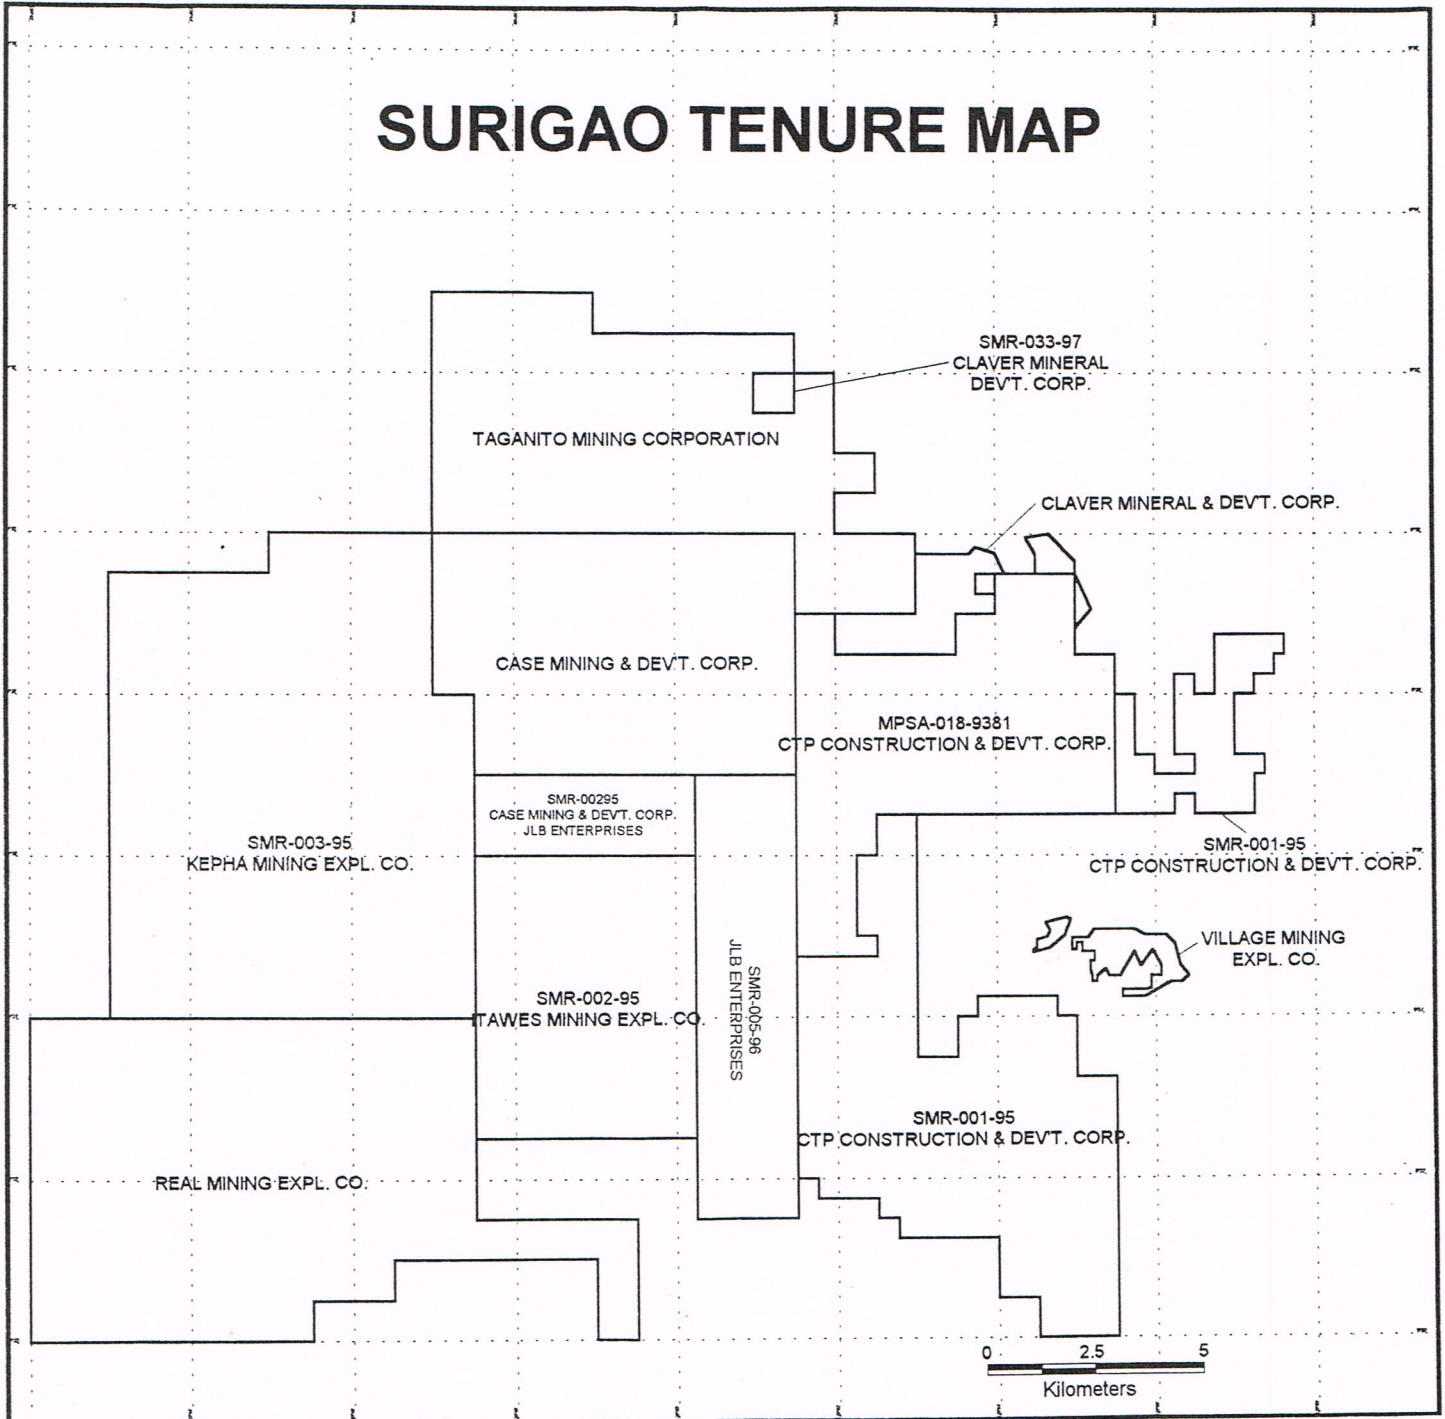 SURIGAO TENURE MAP
SMR-033-97
CLAVER MINERAL
DEV'T. CORP.
TAGANITO MINING CORPORATION
CLAVER MINERAL & DEV'T. CORP.
CASE MINING & DEV'T. CORP.
MPSA-018-9381
CTP CONSTRUCTION & DEV'T. CORP.
SMR-00295
CASE MINING & DEV'T. CORP.
JLB ENTERPRISES
SMR-003-95
KEPHA MINING EXPL. CO.
SMR-001-95
CTP CONSTRUCTION & DEV'T. CORP.
VILLAGE MINING
EXPL. CO.
SMR-002-95
ITAWES MINING EXPL. CO.
SMR-005-96
JLB ENTERPRISES
SMR-001-95
CTP CONSTRUCTION & DEV'T. CORP.
REAL MINING EXPL. CO.
0 2.5 5
Kilometers